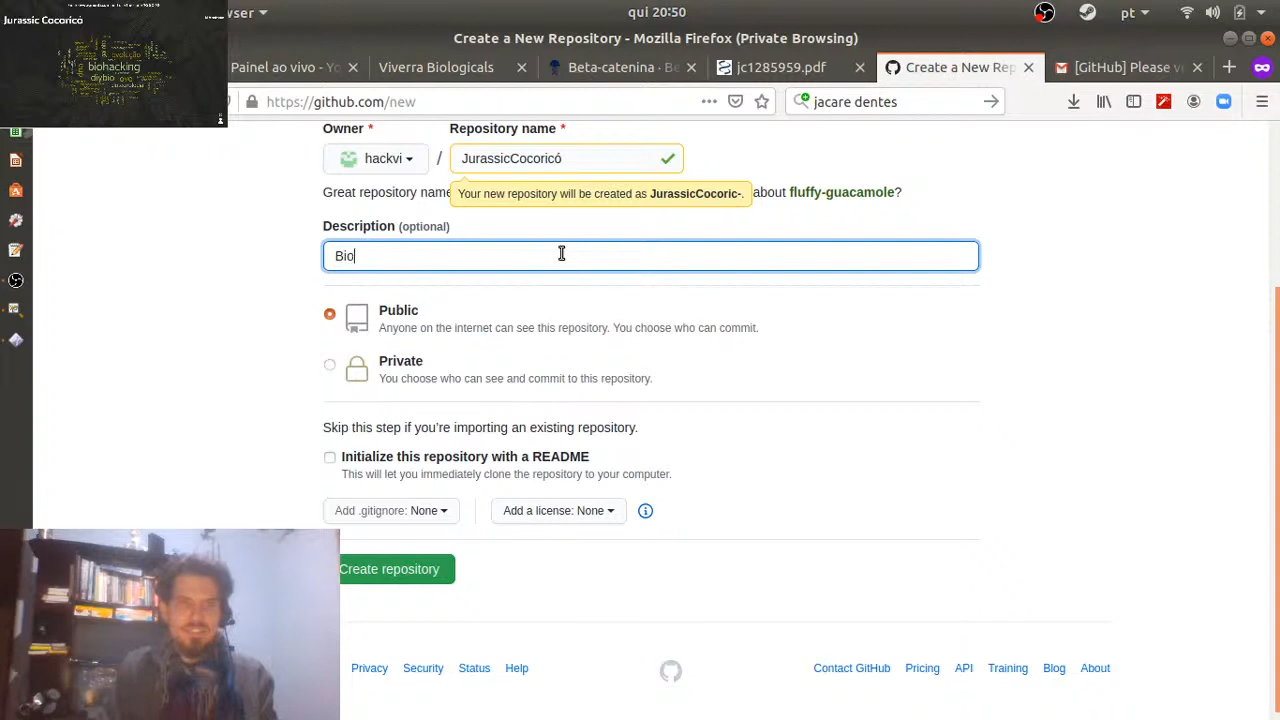 wser
qui 20:50
pt
Jurassic Cocoricó
biohacking
diybio
ovo
evolução
Create a New Repository - Mozilla Firefox (Private Browsing)
Painel ao vivo - Yo
Viverra Biologicals
Beta-catenina - Bu
jc1285930.pdf
Create a New Rep
[GitHub] Please v
https://github.com/new
jacare dentes
Owner * Repository name *
hackvi / JurassicCocoricó
Great repository name
Your new repository will be created as JurassicCocoric-.
about fluffy-guacamole?
Description (optional)
Bio
Public
Anyone on the internet can see this repository. You choose who can commit.
Private
You choose who can see and commit to this repository.
Skip this step if you’re importing an existing repository.
Initialize this repository with a README
This will let you immediately clone the repository to your computer.
Add .gitignore: None Add a license: None
Create repository
Privacy Security Status Help Contact GitHub Pricing API Training Blog About